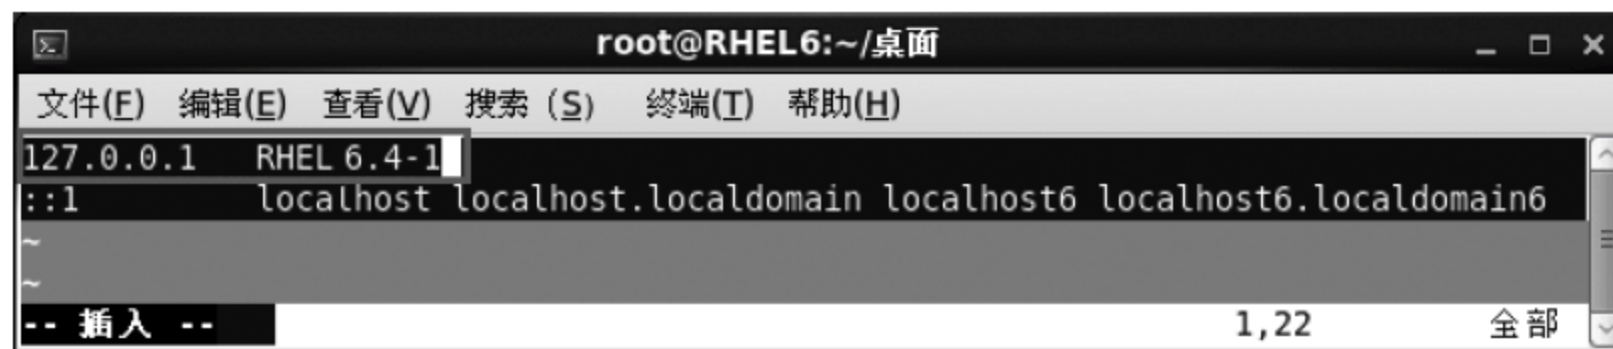 root@RHEL6:~/桌面
文件(F) 编辑(E) 查看(V) 搜索 (S) 终端(T) 帮助(H)
127.0.0.1 RHEL 6.4-1
::1 localhost localhost.localdomain localhost6 localhost6.localdomain6
~
~
-- 插入 -- 1,22 全部